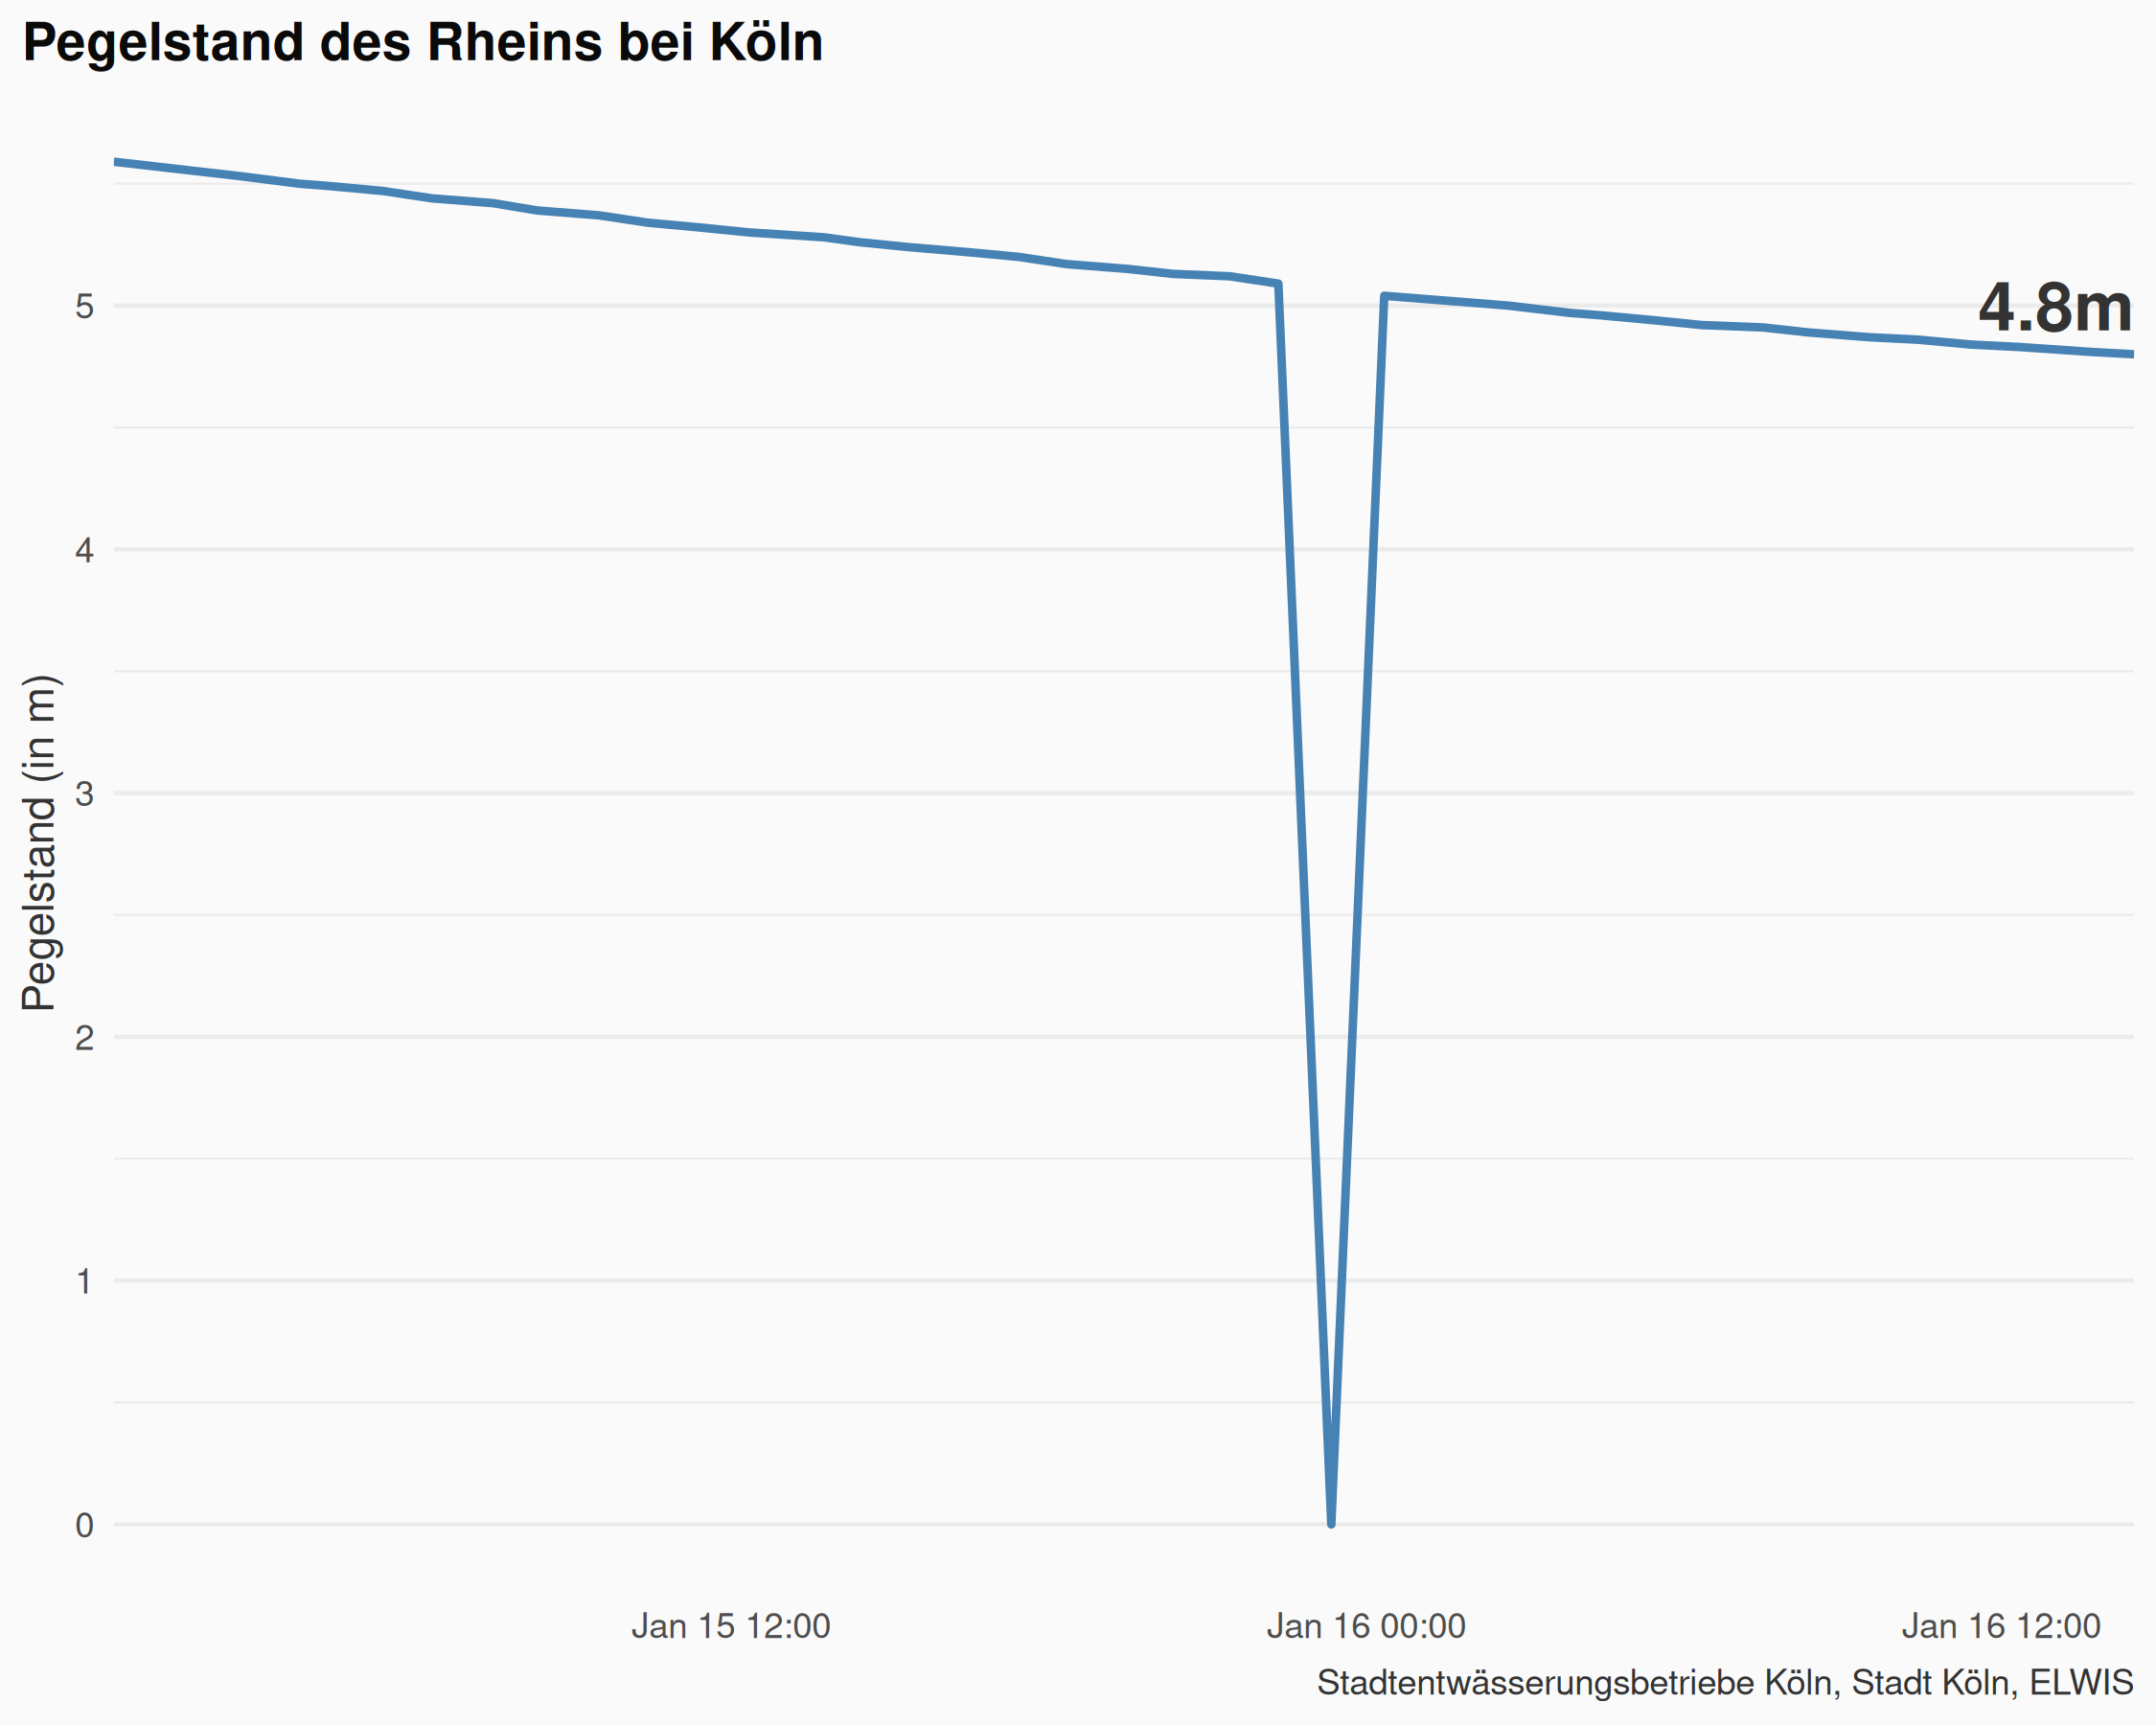 Pegelstand des Rheins bei Köln
4.8m
Pegelstand (in m)
5
4
3
2
1
0
Jan 15 12:00
Jan 16 00:00
Jan 16 12:00
Stadtentwässerungsbetriebe Köln, Stadt Köln, ELWIS